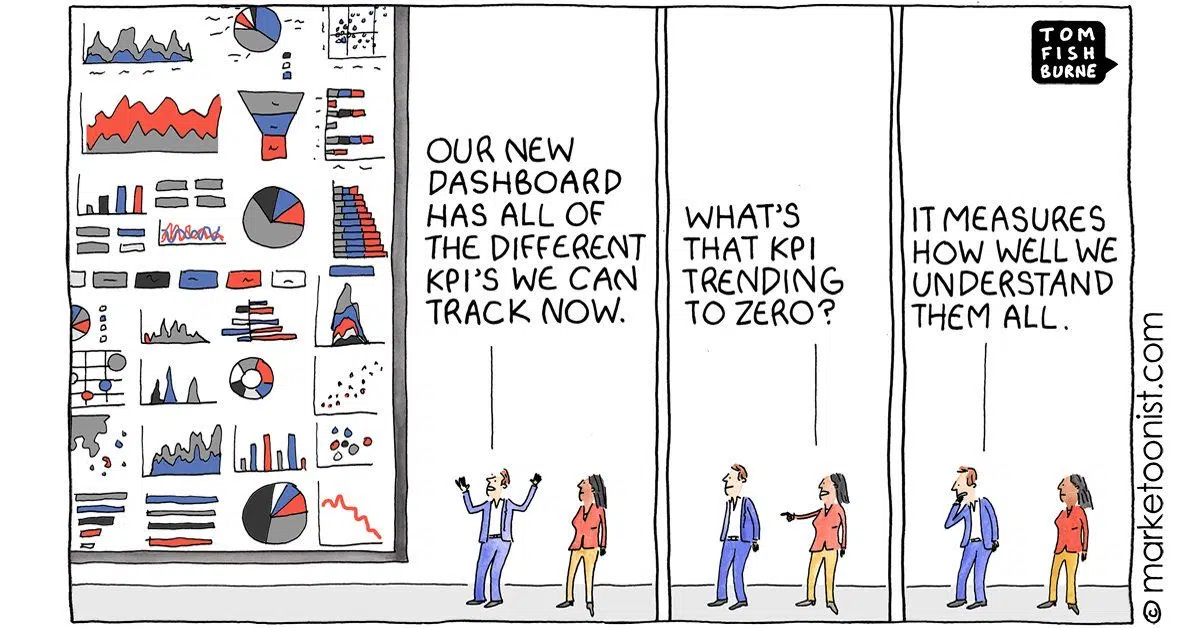 OUR NEW
DASHBOARD
HAS ALL OF
THE DIFFERENT
KPI'S WE CAN
TRACK NOW.
WHAT'S
THAT KPI
TRENDING
TO ZERO?
IT MEASURES
HOW WELL WE
UNDERSTAND
THEM ALL.
TOM
FISH
BURNE
© marketoonist.com